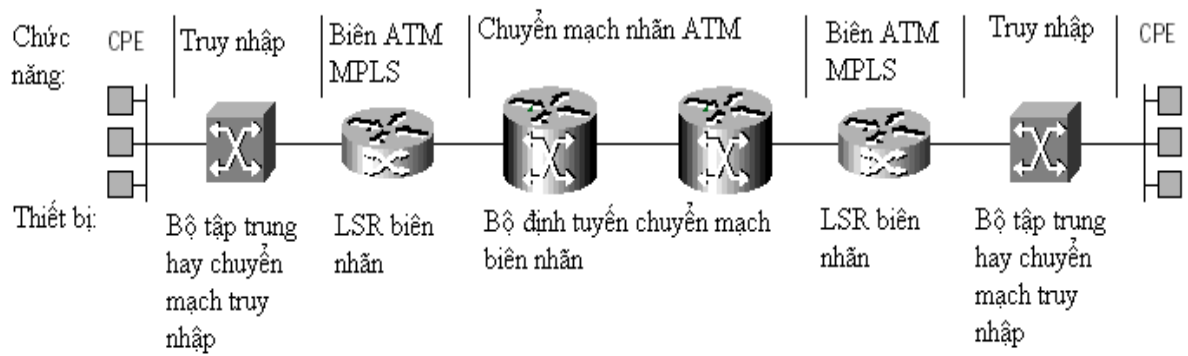 Chức năng:
CPE
Truy nhập
Biên ATM
MPLS
Chuyển mạch nhãn ATM
Biên ATM
MPLS
Truy nhập
CPE
Thiết bị:
Bộ tập trung
hay chuyển
mạch truy
nhập
LSR biên
nhãn
Bộ định tuyến chuyển mạch
biên nhãn
LSR biên
nhãn
Bộ tập trung
hay chuyển
mạch truy
nhập